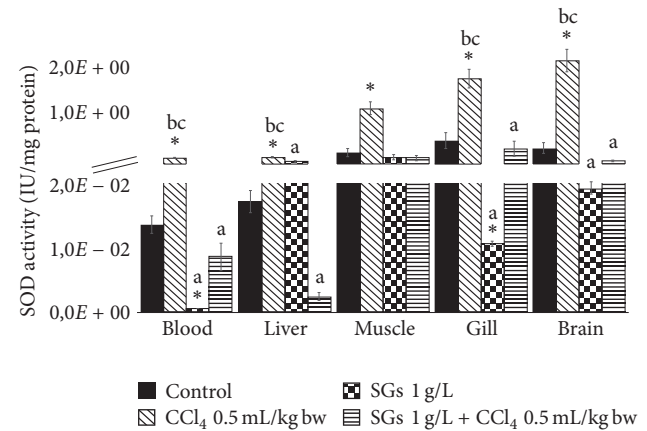 SOD activity (IU/mg protein)
2,0E + 00
1,0E + 00
2,0E − 02
1,0E − 02
0,0E + 00
bc
*
a
*
a
bc
*
a
a
*
bc
*
a
*
a
bc
*
a
a
Blood Liver Muscle Gill Brain
Control
CCl₄ 0.5 mL/kg bw
SGs 1 g/L
SGs 1 g/L + CCl₄ 0.5 mL/kg bw